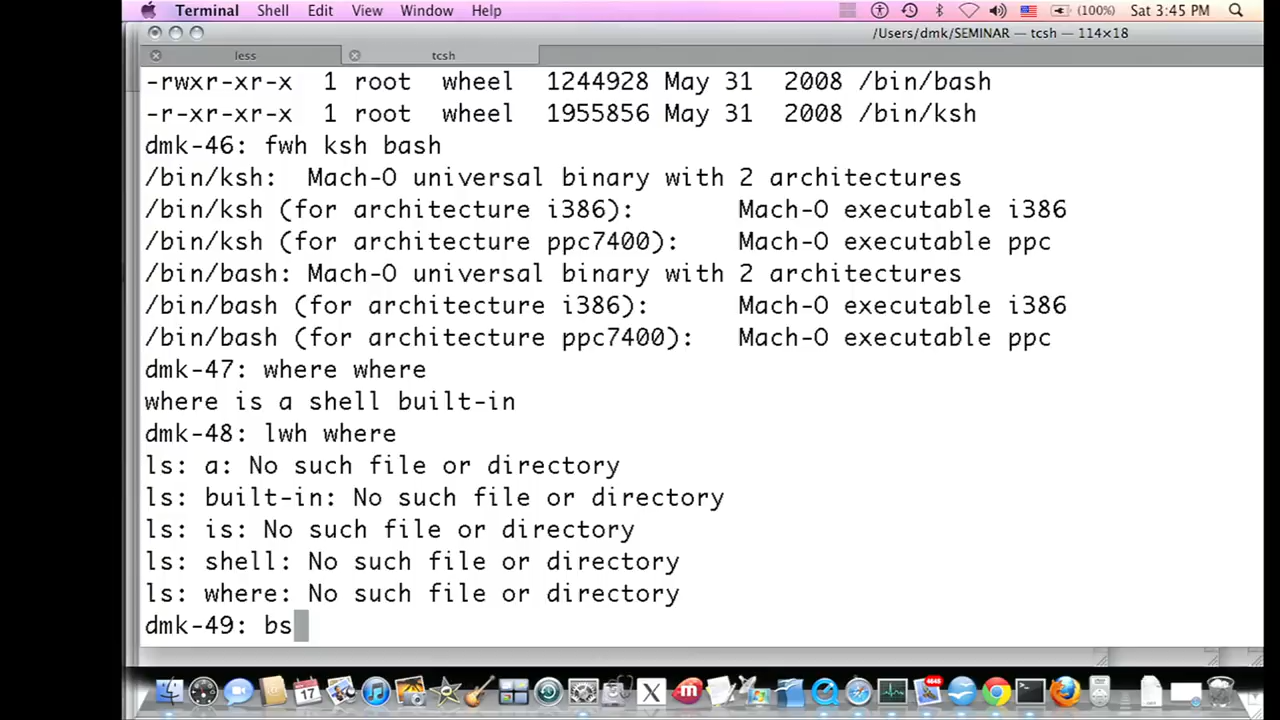 Terminal Shell Edit View Window Help (100%) Sat 3:45 PM
/Users/dmk/SEMINAR — tcsh — 114×18
less tcsh
-rwxr-xr-x 1 root wheel 1244928 May 31 2008 /bin/bash
-r-xr-xr-x 1 root wheel 1955856 May 31 2008 /bin/ksh
dmk-46: fwh ksh bash
/bin/ksh: Mach-O universal binary with 2 architectures
/bin/ksh (for architecture i386): Mach-O executable i386
/bin/ksh (for architecture ppc7400): Mach-O executable ppc
/bin/bash: Mach-O universal binary with 2 architectures
/bin/bash (for architecture i386): Mach-O executable i386
/bin/bash (for architecture ppc7400): Mach-O executable ppc
dmk-47: where where
where is a shell built-in
dmk-48: lwh where
ls: a: No such file or directory
ls: built-in: No such file or directory
ls: is: No such file or directory
ls: shell: No such file or directory
ls: where: No such file or directory
dmk-49: bs
17 X m